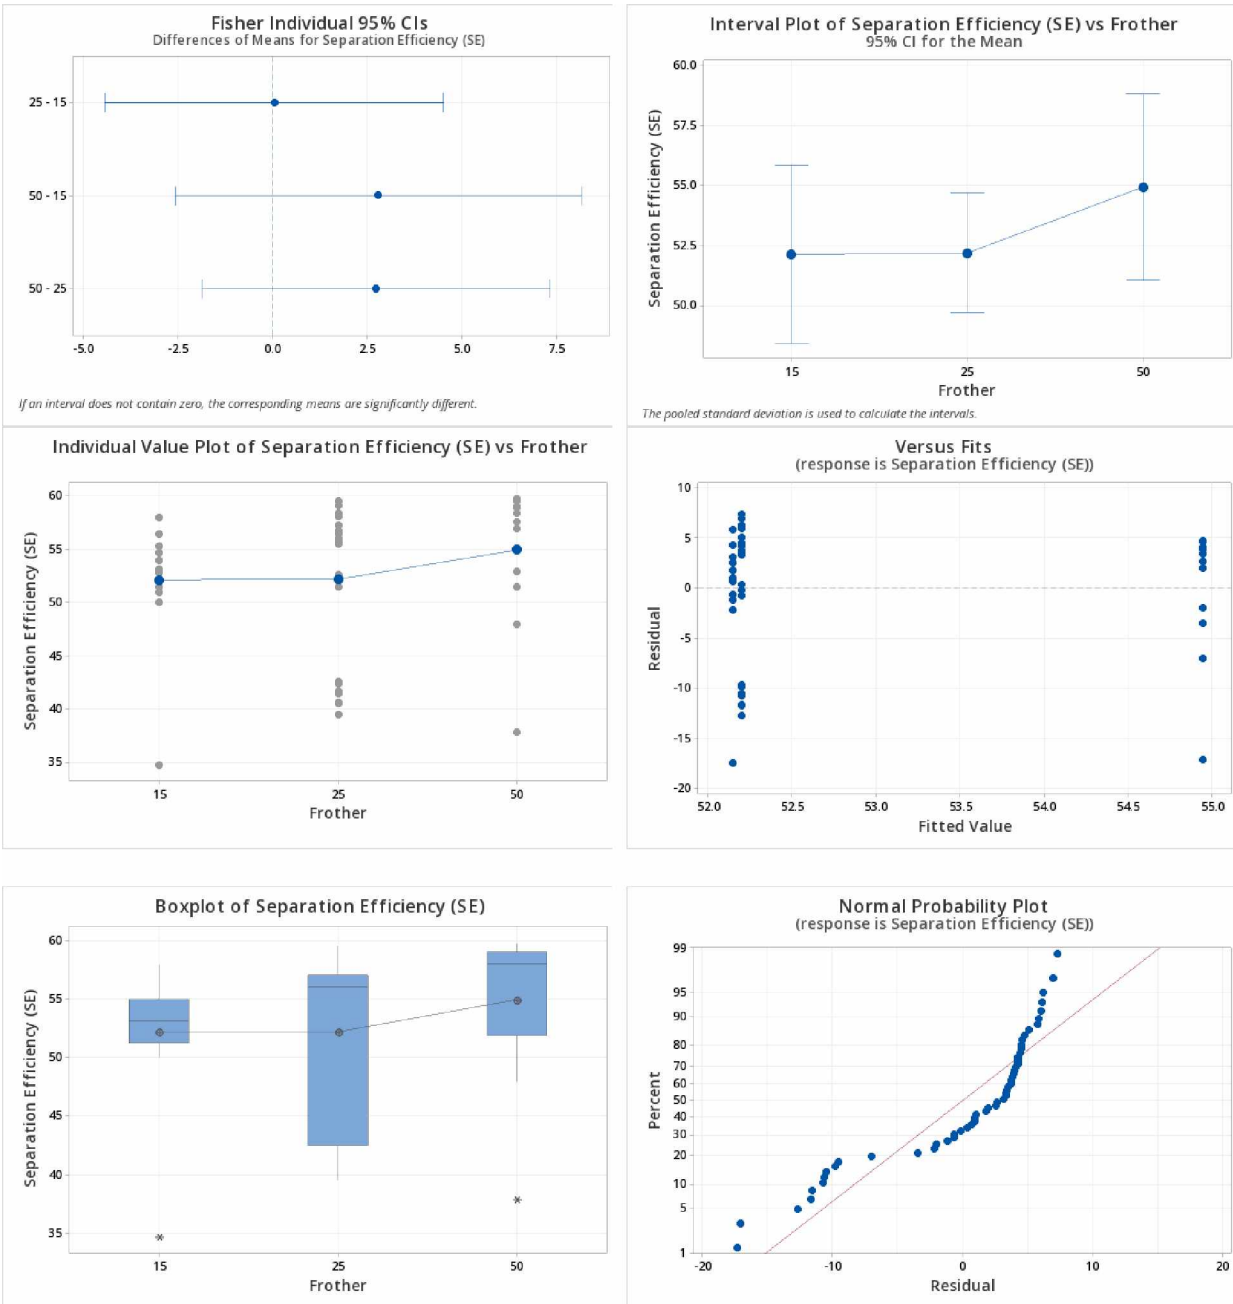 Fisher Individual 95% CIs
Differences of Means for Separation Efficiency (SE)
25 - 15
50 - 15
50 - 25
-5.0 -2.5 0.0 2.5 5.0 7.5
If an interval does not contain zero, the corresponding means are significantly different.
Interval Plot of Separation Efficiency (SE) vs Frother
95% CI for the Mean
Separation Efficiency (SE)
60.0
57.5
55.0
52.5
50.0
15 25 50
Frother
The pooled standard deviation is used to calculate the intervals.
Individual Value Plot of Separation Efficiency (SE) vs Frother
Separation Efficiency (SE)
60
55
50
45
40
35
15 25 50
Frother
Versus Fits
(response is Separation Efficiency (SE))
Residual
10
5
0
-5
-10
-15
-20
52.0 52.5 53.0 53.5 54.0 54.5 55.0
Fitted Value
Boxplot of Separation Efficiency (SE)
Separation Efficiency (SE)
60
55
50
45
40
35
15 25 50
Frother
Normal Probability Plot
(response is Separation Efficiency (SE))
Percent
99
95
90
80
70
60
50
40
30
20
10
5
1
-20 -10 0 10 20
Residual